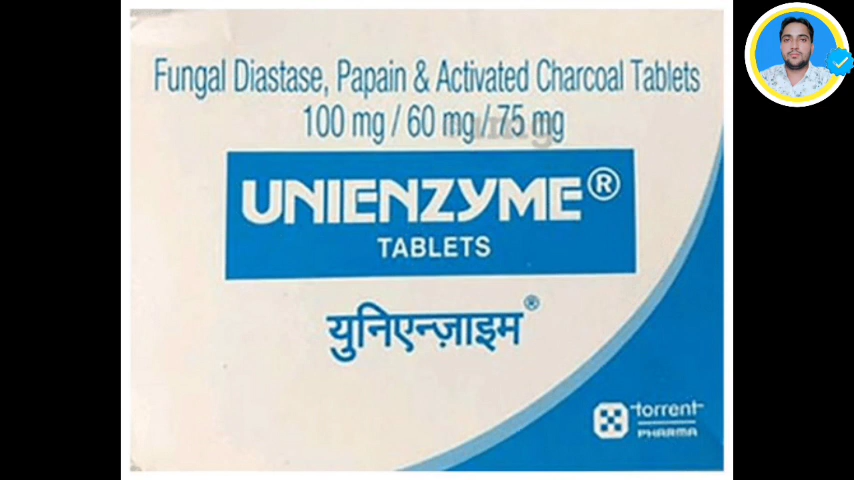 Fungal Diastase, Papain & Activated Charcoal Tablets
100 mg / 60 mg / 75 mg
UNIENZYME®
TABLETS
युनिएन्ज़ाइम®
torrent
PHARMA